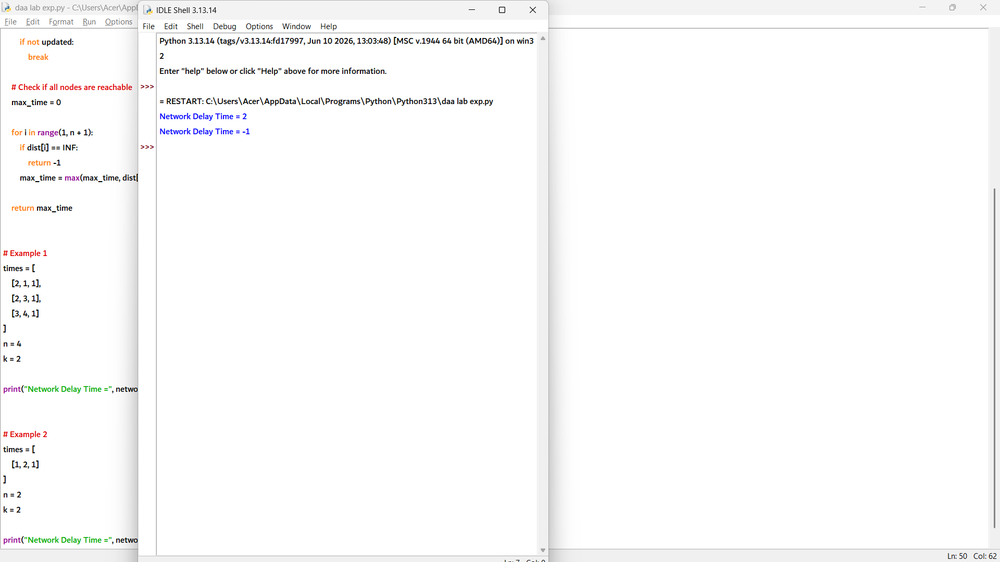 daa lab exp.py - C:\Users\Acer\AppD
File Edit Format Run Options
if not updated:
break
# Check if all nodes are reachable
max_time = 0
for i in range(1, n + 1):
if dist[i] == INF:
return -1
max_time = max(max_time, dist[
return max_time
# Example 1
times = [
[2, 1, 1],
[2, 3, 1],
[3, 4, 1]
]
n = 4
k = 2
print("Network Delay Time =", netwo
# Example 2
times = [
[1, 2, 1]
]
n = 2
k = 2
print("Network Delay Time =", netwo
IDLE Shell 3.13.14
File Edit Shell Debug Options Window Help
Python 3.13.14 (tags/v3.13.14:fd17997, Jun 10 2026, 13:03:48) [MSC v.1944 64 bit (AMD64)] on win3
2
Enter "help" below or click "Help" above for more information.
>>>
= RESTART: C:\Users\Acer\AppData\Local\Programs\Python\Python313\daa lab exp.py
Network Delay Time = 2
Network Delay Time = -1
>>>
Ln: 7 Col: 0
Ln: 50 Col: 62